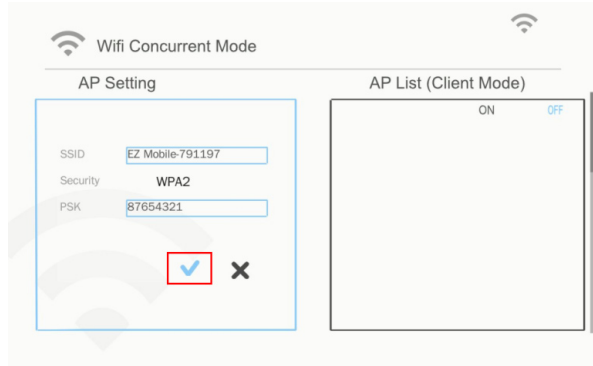 Wifi Concurrent Mode
AP Setting
AP List (Client Mode)
ON OFF
SSID EZ Mobile-791197
Security WPA2
PSK 87654321